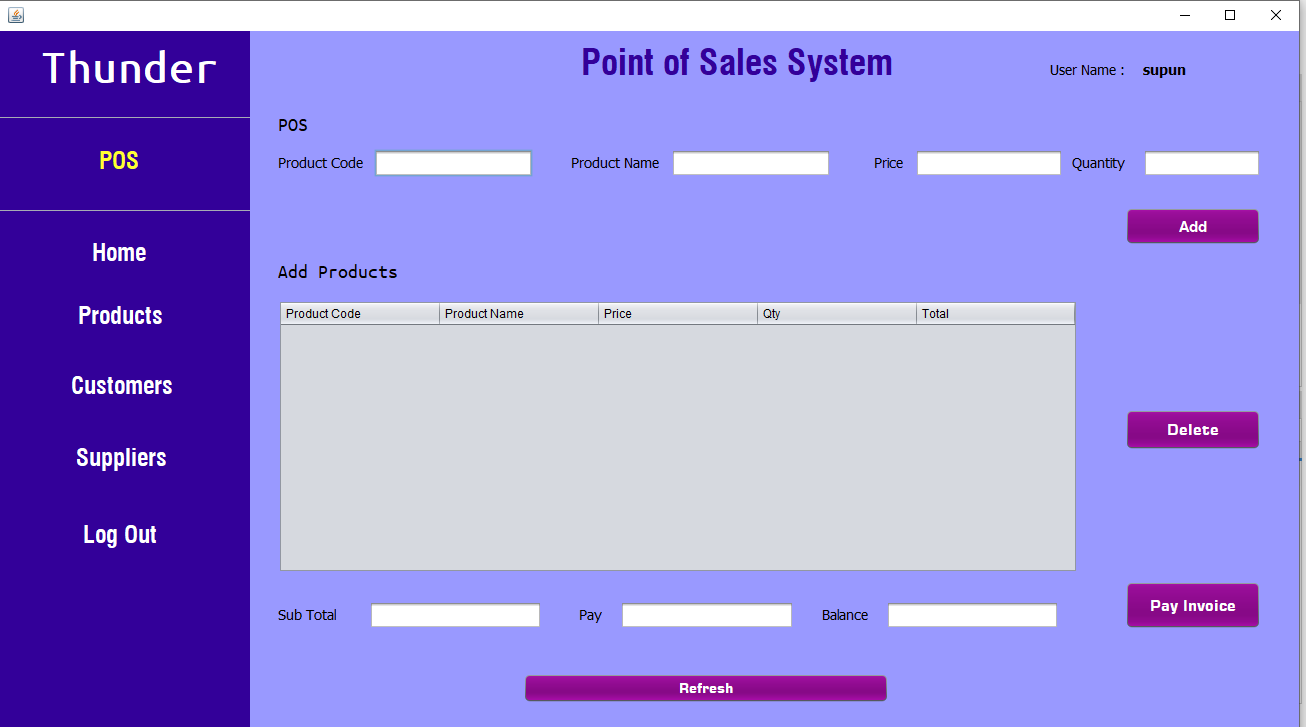 Thunder
Point of Sales System
User Name : supun
POS
POS
Product Code
Product Name
Price
Quantity
Add
Home
Add Products
Products
Product Code
Product Name
Price
Qty
Total
Customers
Delete
Suppliers
Log Out
Sub Total
Pay
Balance
Pay Invoice
Refresh